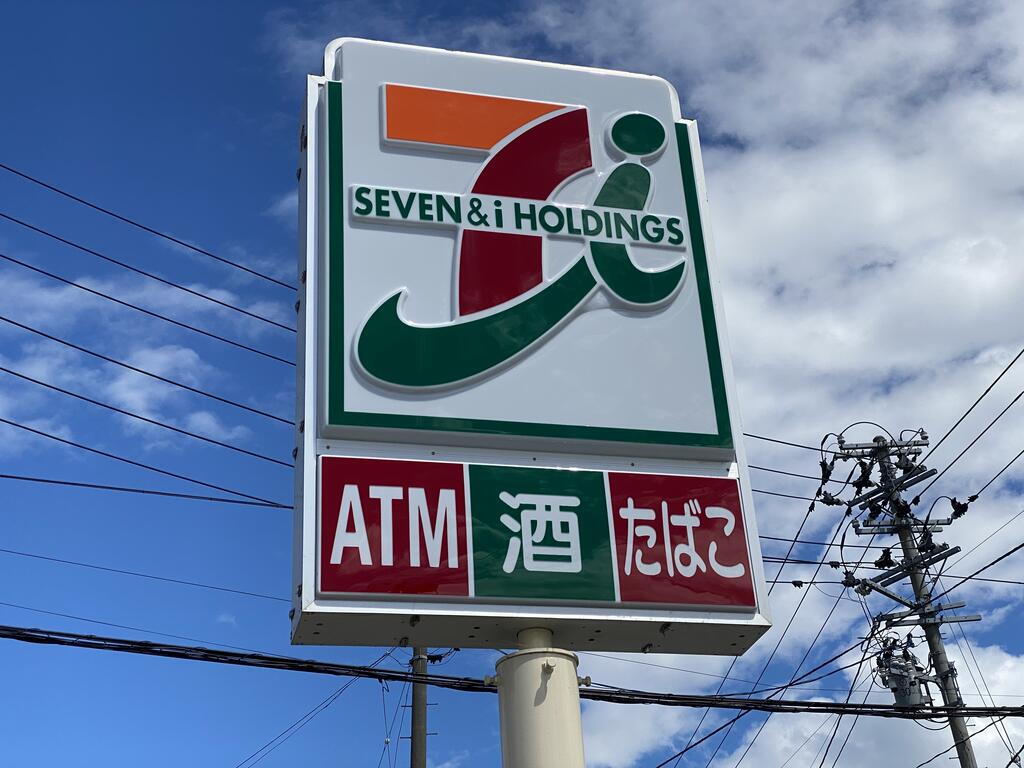 SEVEN & i HOLDINGS
ATM 酒 たばこ